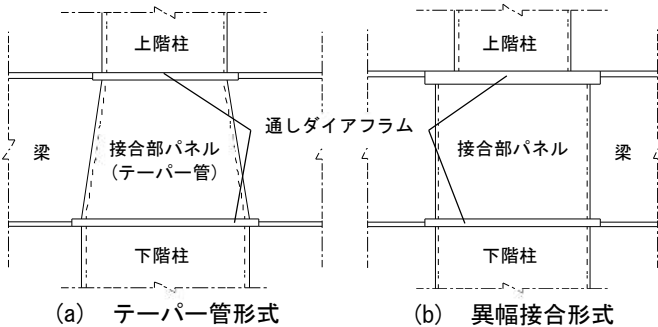 上階柱
上階柱
通しダイアフラム
梁
接合部パネル
(テーパー管)
接合部パネル
梁
下階柱
下階柱
(a) テーパー管形式
(b) 異幅接合形式